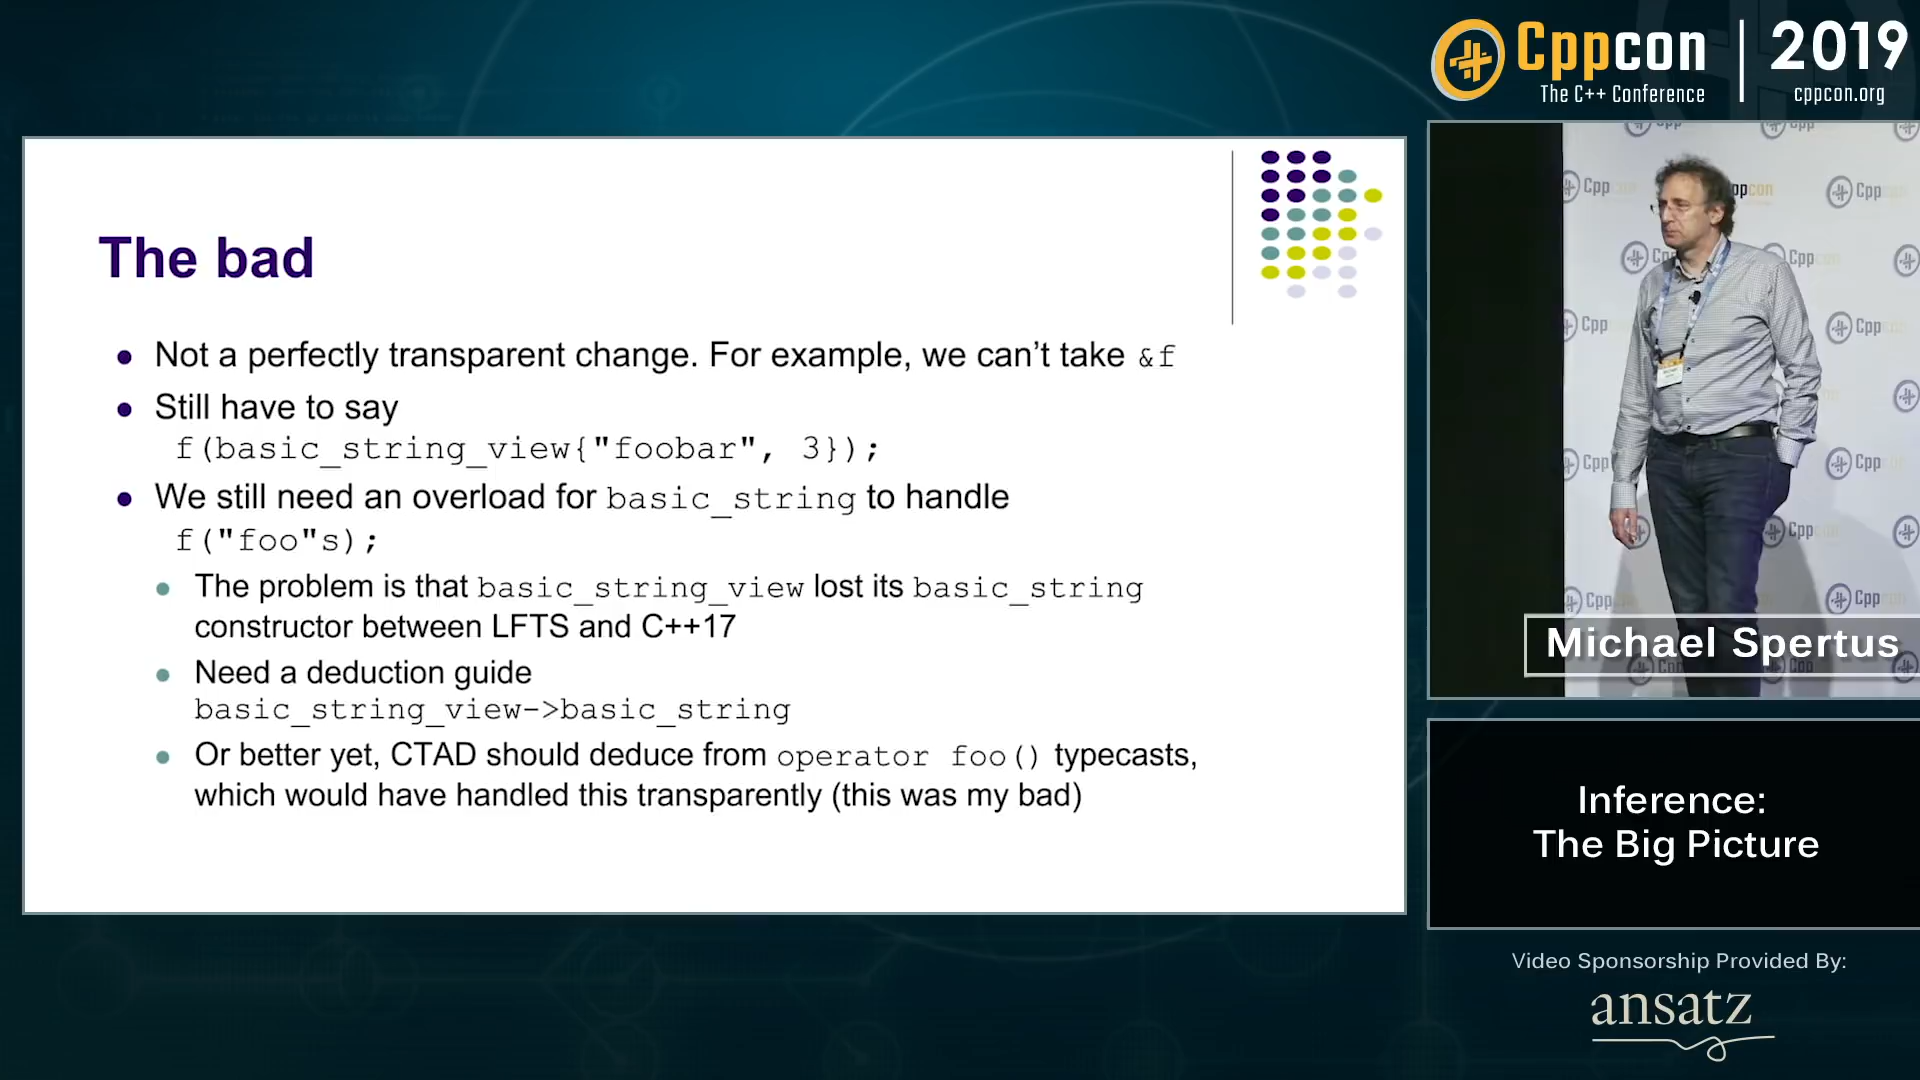 Cppcon
The C++ Conference
2019
cppcon.org
The bad
Not a perfectly transparent change. For example, we can’t take &f
Still have to say
f(basic_string_view{"foobar", 3});
We still need an overload for basic_string to handle
f("foo"s);
The problem is that basic_string_view lost its basic_string
constructor between LFTS and C++17
Need a deduction guide
basic_string_view->basic_string
Or better yet, CTAD should deduce from operator foo() typecasts,
which would have handled this transparently (this was my bad)
Michael Spertus
Inference:
The Big Picture
Video Sponsorship Provided By:
ansatz